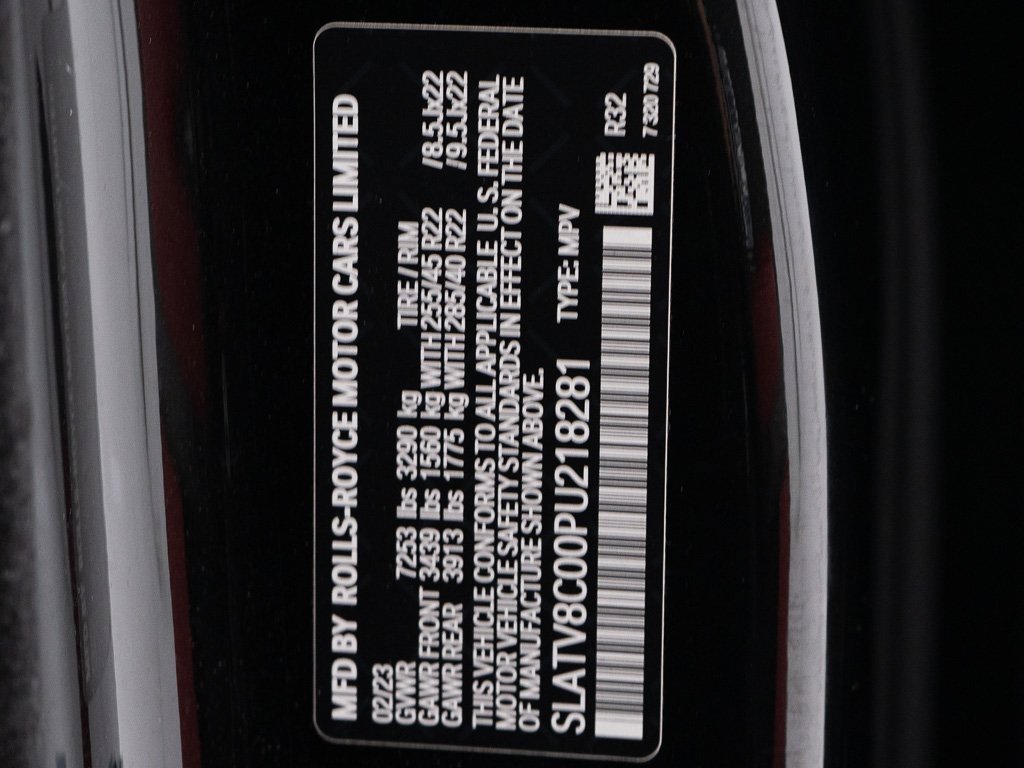 MFD BY ROLLS-ROYCE MOTOR CARS LIMITED
02/23
GVWR 7253 lbs 3290 kg TIRE / RIM
GAWR FRONT 3439 lbs 1560 kg WITH 255/45 R22 /8.5Jx22
GAWR REAR 3913 lbs 1775 kg WITH 285/40 R22 /9.5Jx22
THIS VEHICLE CONFORMS TO ALL APPLICABLE U. S. FEDERAL
MOTOR VEHICLE SAFETY STANDARDS IN EFFECT ON THE DATE
OF MANUFACTURE SHOWN ABOVE.
SLATV8C00PU218281 TYPE: MPV
R32
7 320 729